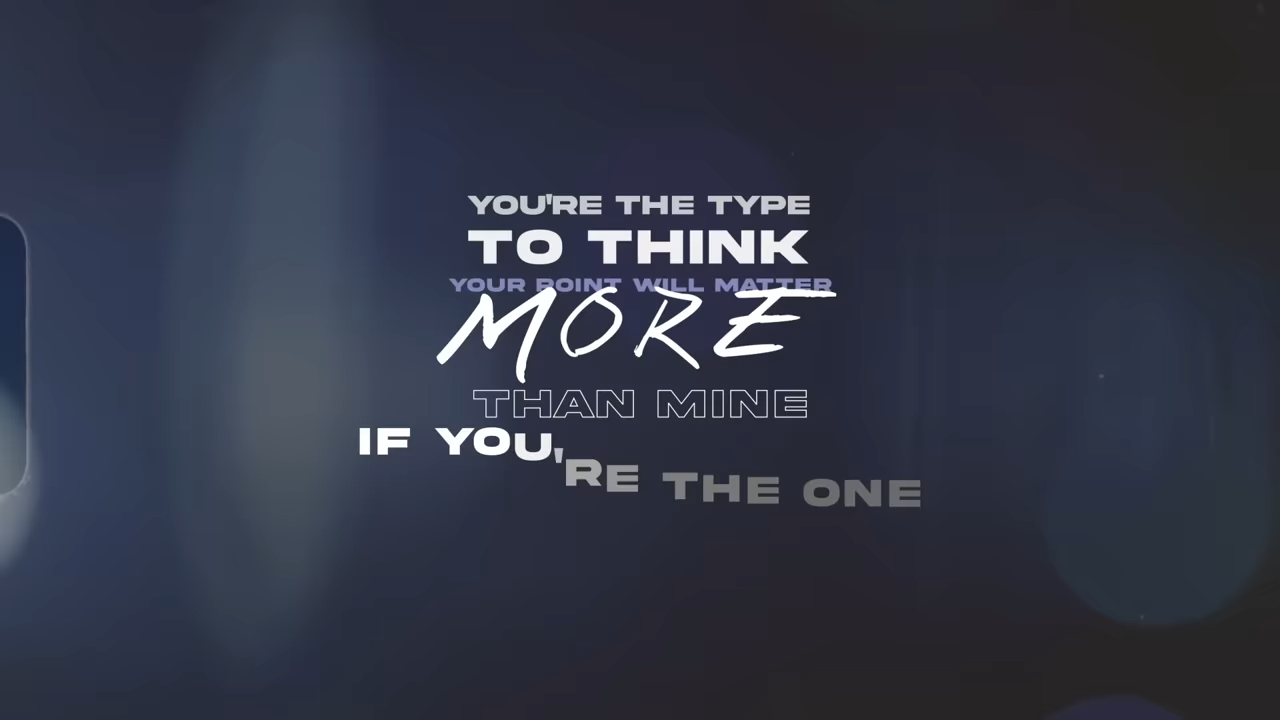 YOU'RE THE TYPE
TO THINK
YOUR POINT WILL MATTER
MORE
THAN MINE
IF YOU'RE THE ONE